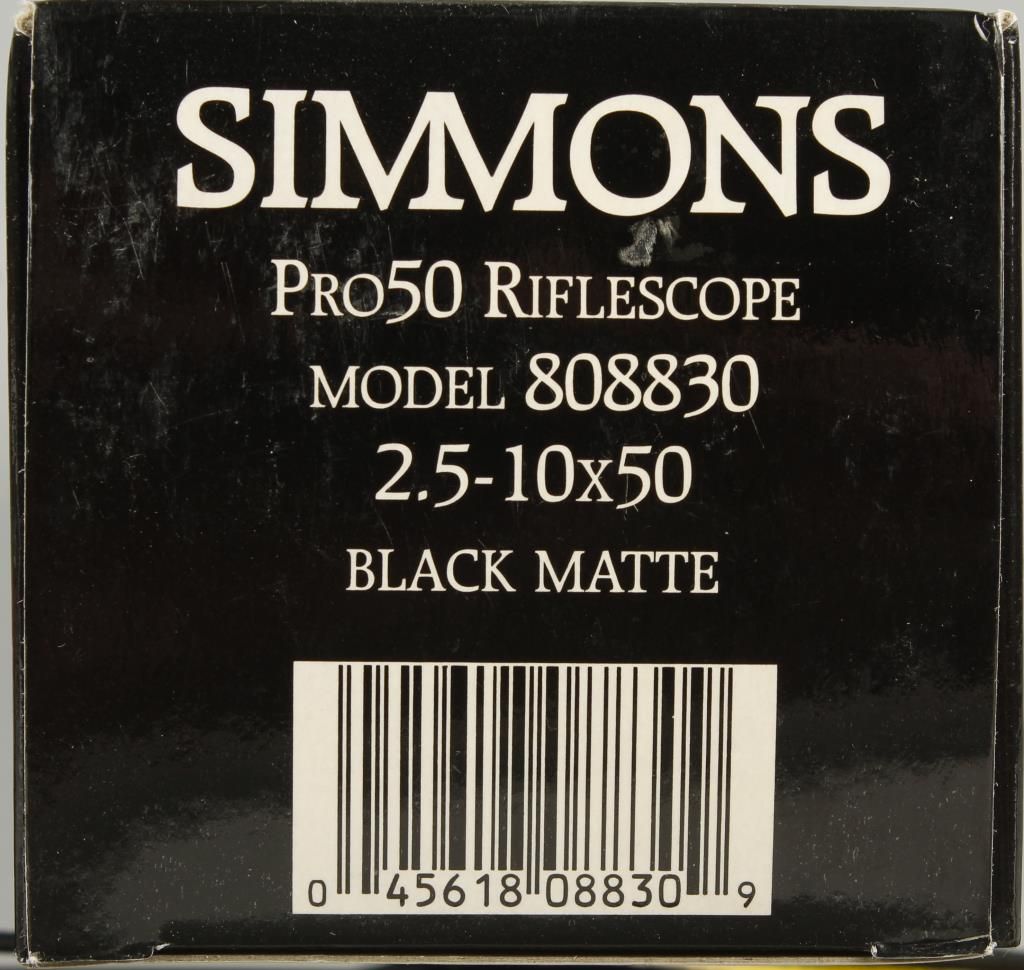 SIMMONS
PRO50 RIFLESCOPE
MODEL 808830
2.5-10x50
BLACK MATTE
0 45618 08830 9